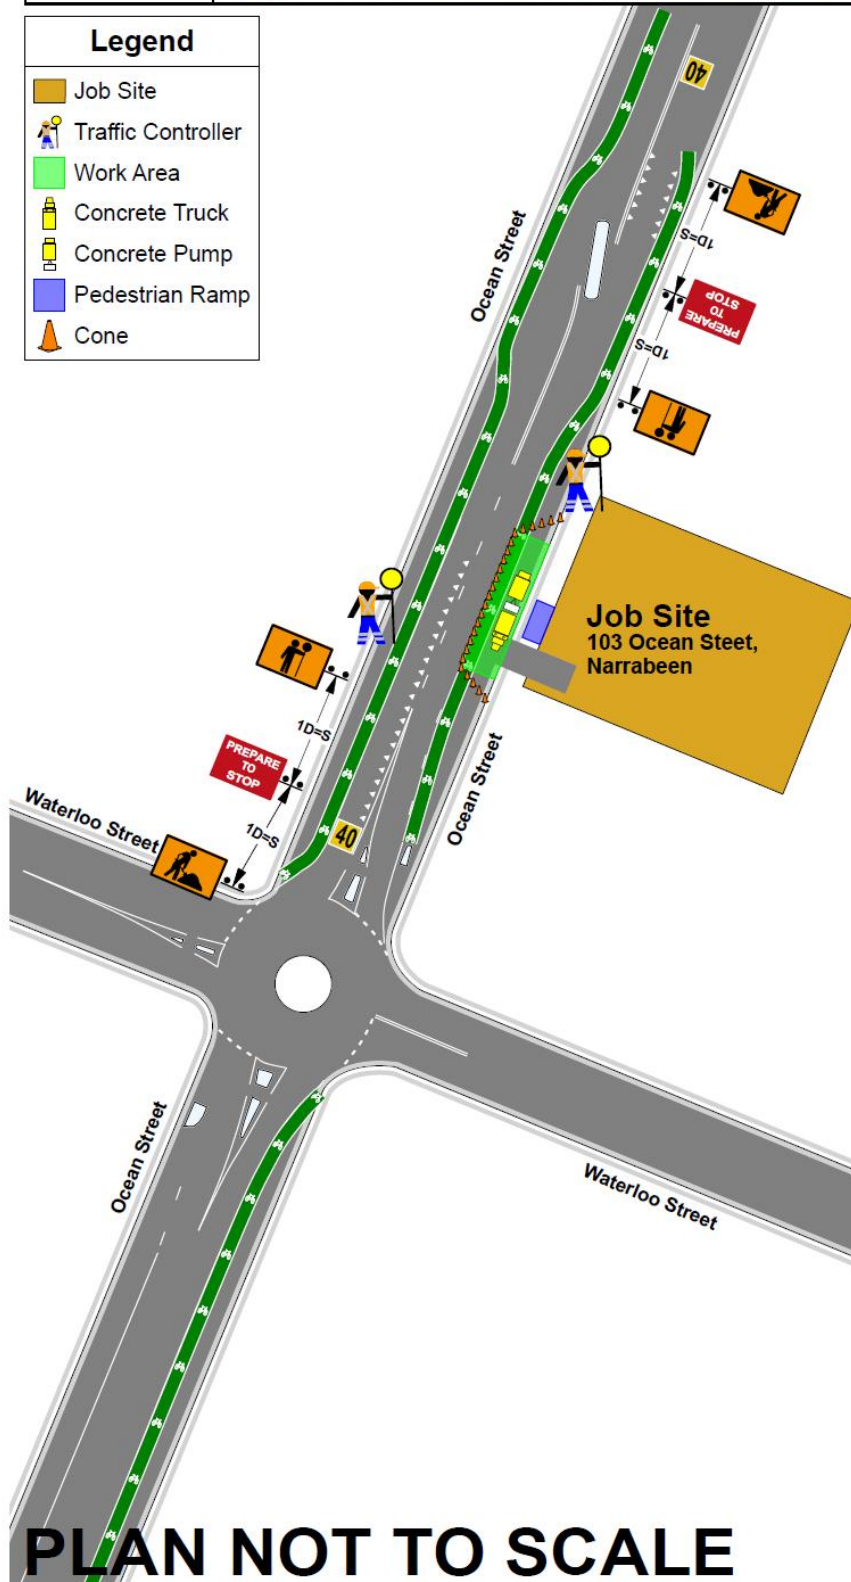 Legend
Job Site
Traffic Controller
Work Area
Concrete Truck
Concrete Pump
Pedestrian Ramp
Cone
40
Ocean Street
1D=S
PREPARE
TO
STOP
1D=S
Job Site
103 Ocean Steet,
Narrabeen
1D=S
PREPARE
TO
STOP
1D=S
Ocean Street
Waterloo Street
40
Ocean Street
Waterloo Street
PLAN NOT TO SCALE